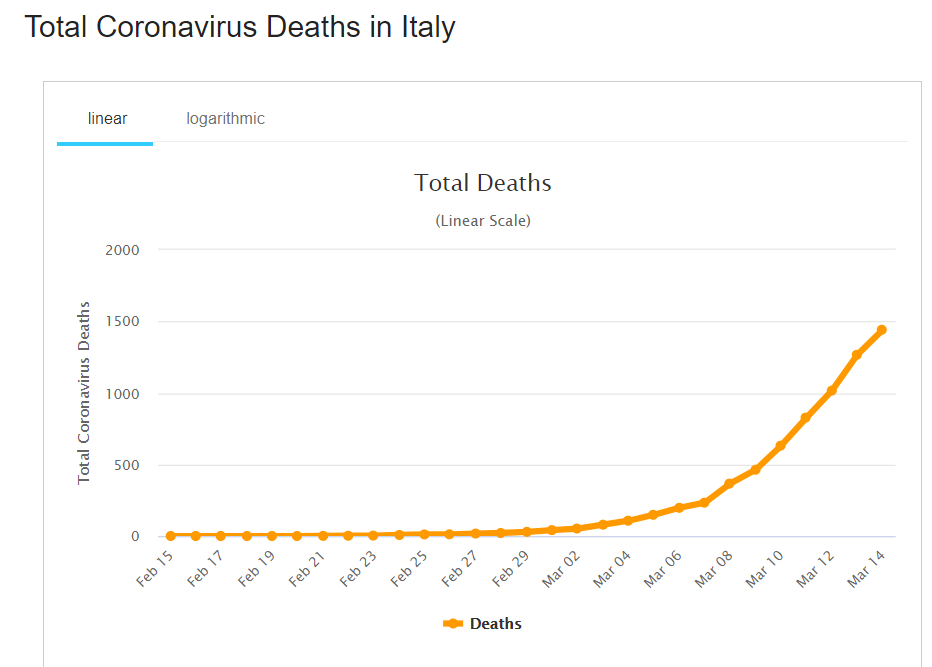 Total Coronavirus Deaths in Italy
linear logarithmic
Total Deaths
(Linear Scale)
Total Coronavirus Deaths
2000
1500
1000
500
0
Feb 15 Feb 17 Feb 19 Feb 21 Feb 23 Feb 25 Feb 27 Feb 29 Mar 02 Mar 04 Mar 06 Mar 08 Mar 10 Mar 12 Mar 14
Deaths